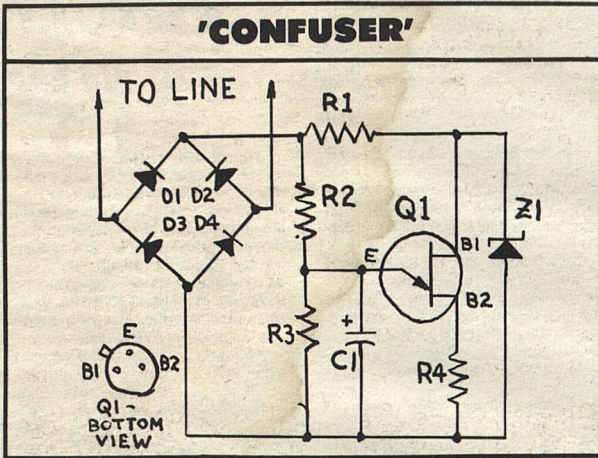 'CONFUSER'
TO LINE
R1
D1 D2
D3 D4
R2
Q1
Z1
E
B1
B2
R3
+
C1
R4
E
B1 B2
Q1-
BOTTOM
VIEW